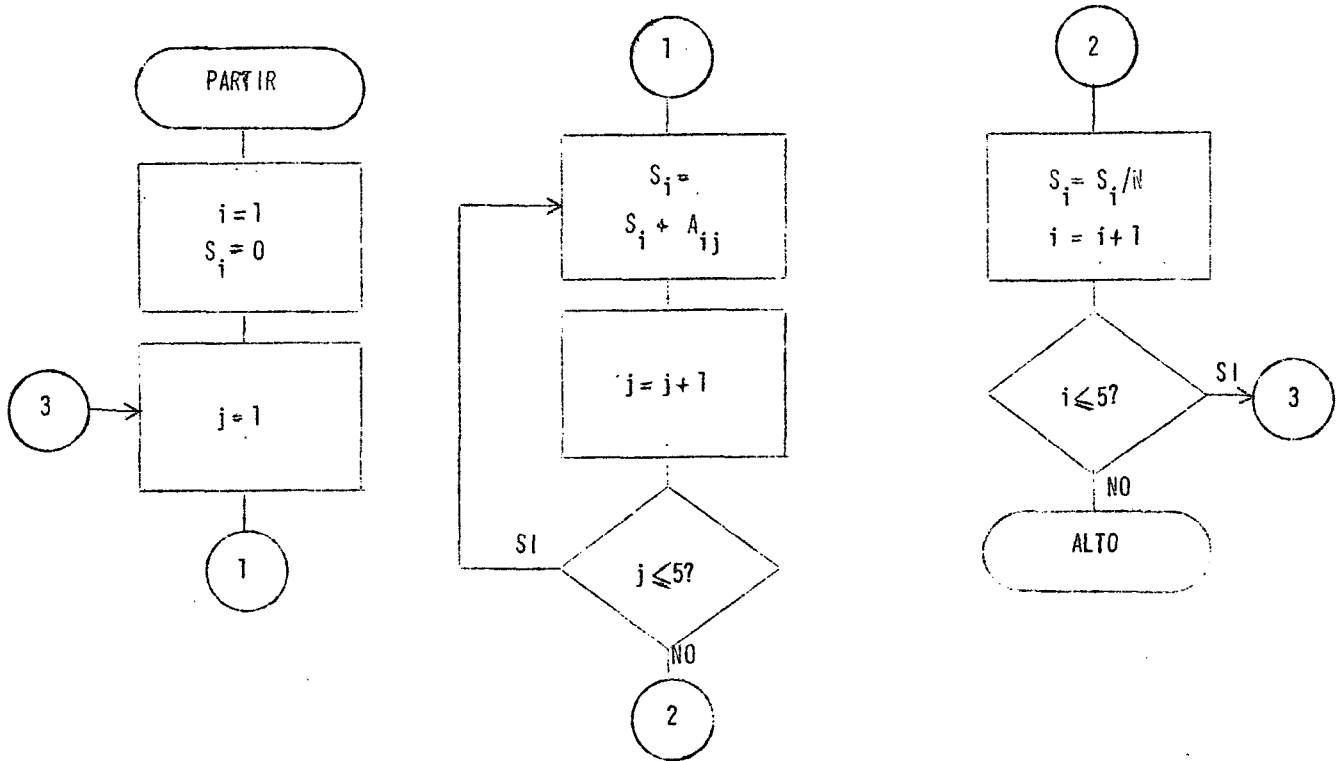 PARTIR
i = 1
S_i = 0
3
j = 1
1
1
S_i =
S_i + A_ij
j = j + 1
SI
j ≤ 5?
NO
2
2
S_i = S_i/N
i = i + 1
i ≤ 5?
SI
3
NO
ALTO